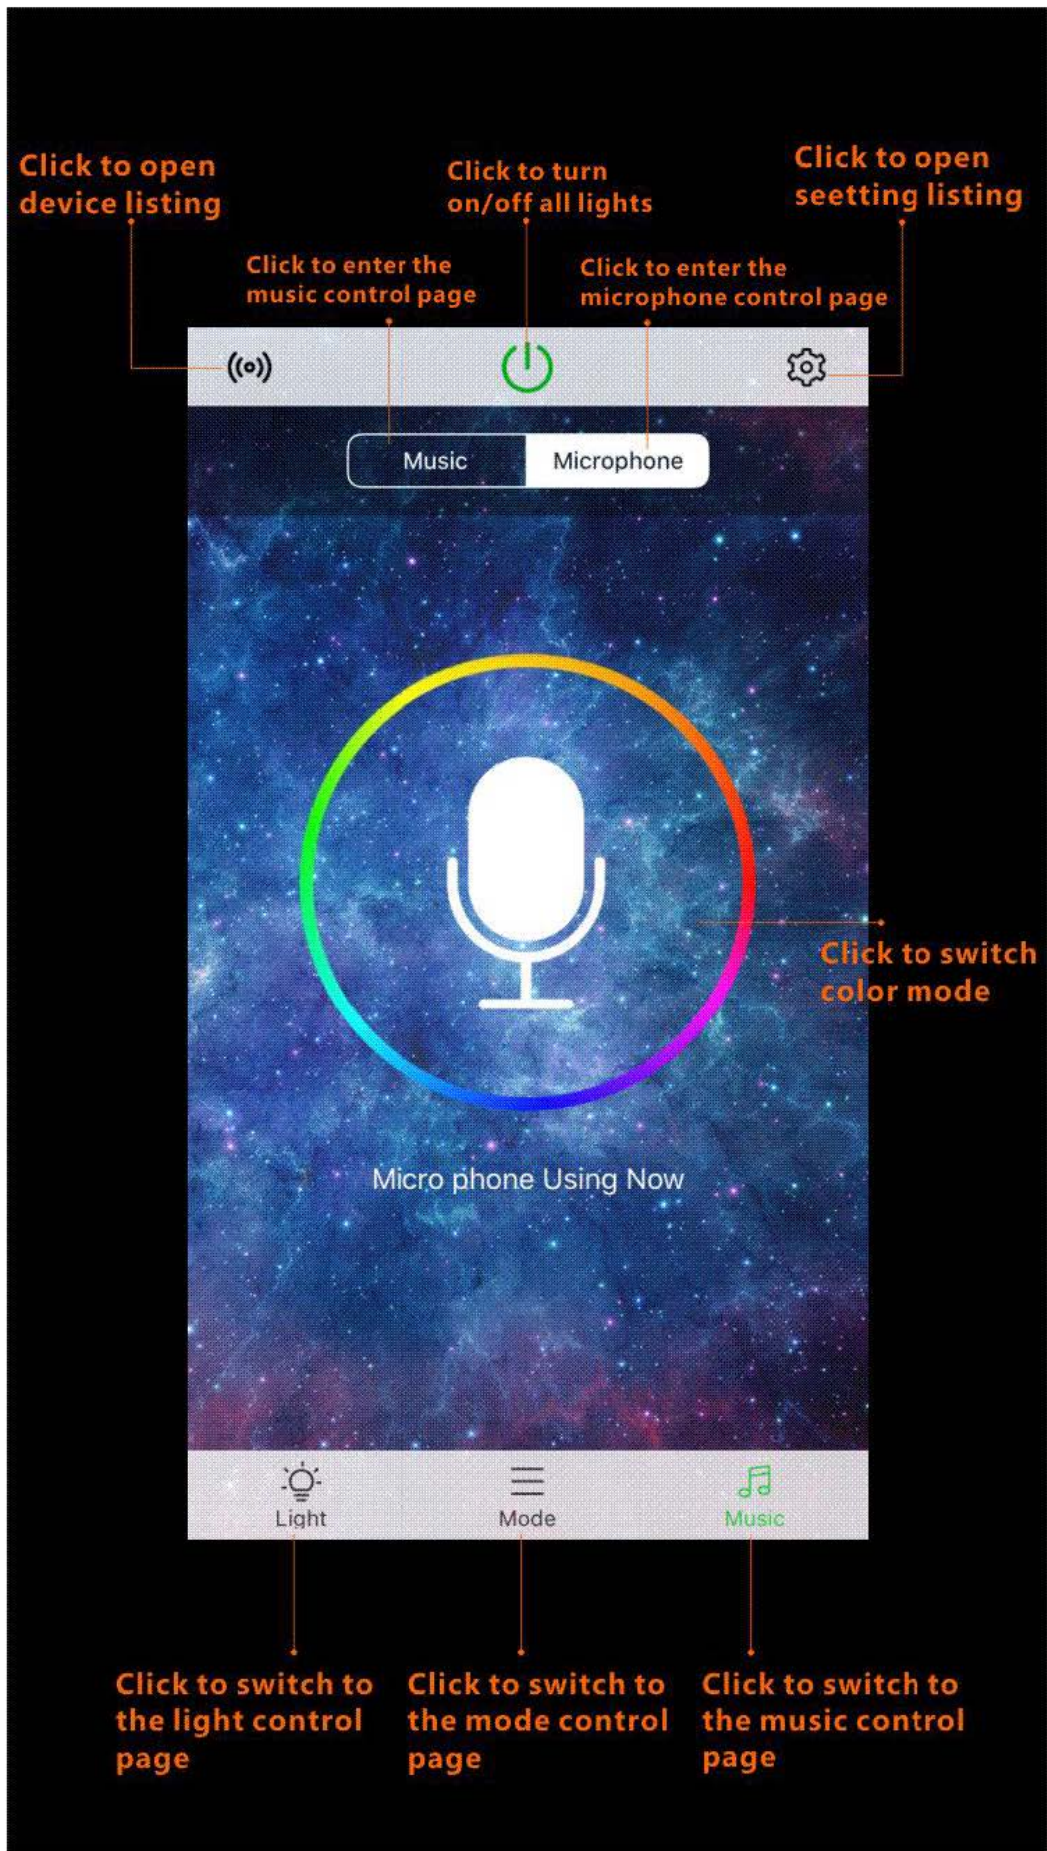 Click to open
device listing
Click to turn
on/off all lights
Click to open
seetting listing
Click to enter the
music control page
Click to enter the
microphone control page
Music
Microphone
Click to switch
color mode
Micro phone Using Now
Light
Mode
Music
Click to switch to
the light control
page
Click to switch to
the mode control
page
Click to switch to
the music control
page